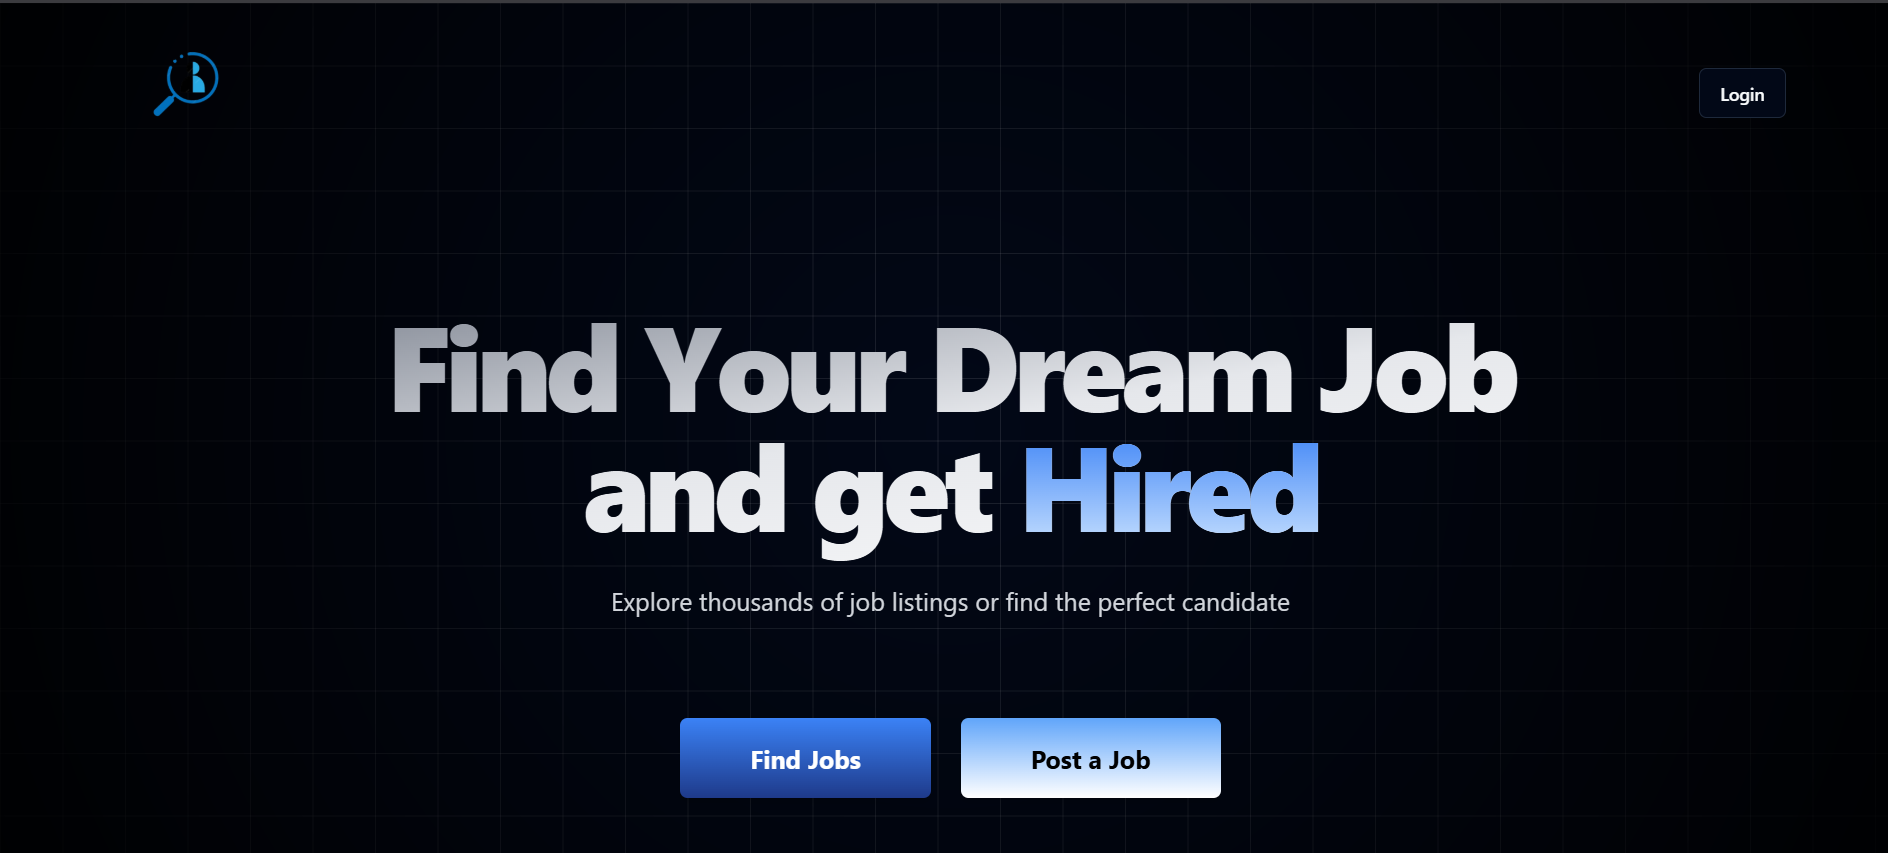 Login
Find Your Dream Job
and get Hired
Explore thousands of job listings or find the perfect candidate
Find Jobs
Post a Job